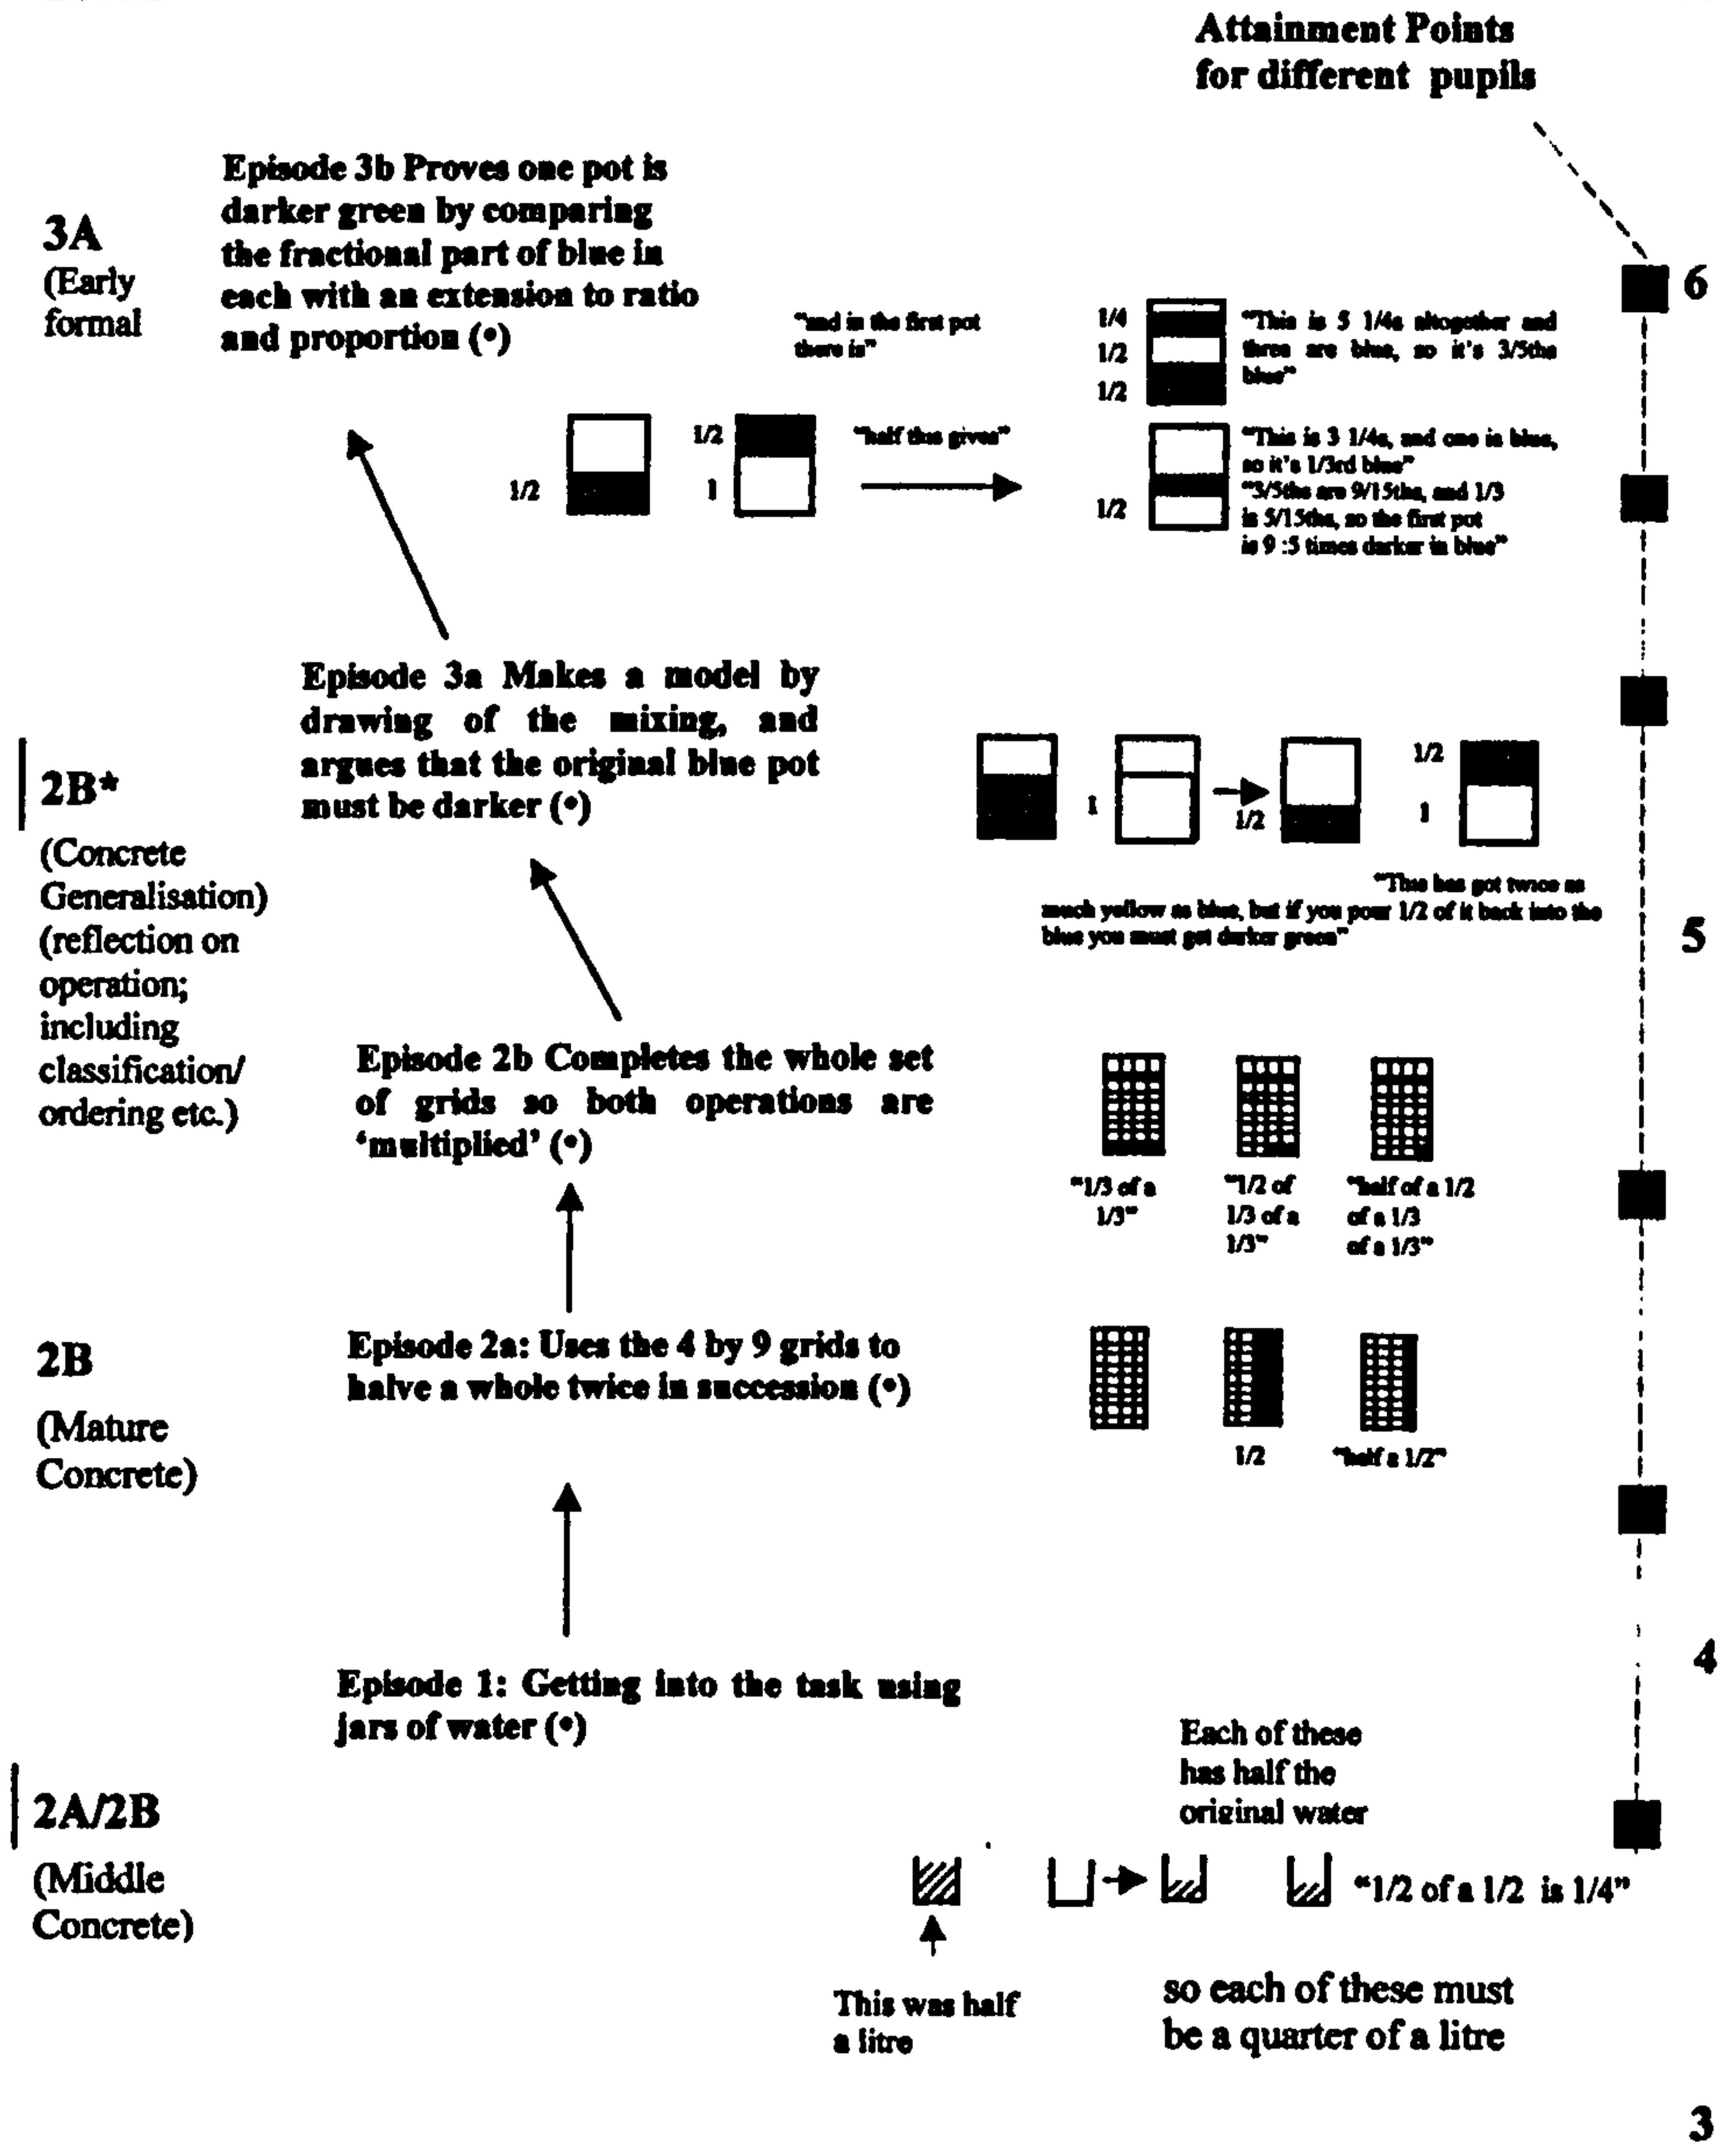 Attainment Points
for different pupils
Episode 3b Proves one pot is
darker green by comparing
the fractional part of blue in
each with an extension to ratio
and proportion (•)
3A
(Early
formal
6
"and in the first pot
there is"
1/4
1/2
1/2
"This is 5 1/4s altogether and
three are blue, so it's 3/5ths
blue"
1/2
1/2
1
"half this gives"
1/2
"This is 3 1/4s, and one is blue,
so it's 1/3rd blue"
"3/5ths are 9/15ths, and 1/3
is 5/15ths, so the first pot
is 9 :5 times darker in blue"
Episode 3a Makes a model by
drawing of the mixing, and
argues that the original blue pot
must be darker (•)
2B*
(Concrete
Generalisation)
(reflection on
operation;
including
classification/
ordering etc.)
1
1/2
1/2
1
"This has got twice as
much yellow as blue, but if you pour 1/2 of it back into the
blue you must get darker green"
5
Episode 2b Completes the whole set
of grids so both operations are
'multiplied' (•)
"1/3 of a
1/3"
"1/2 of
1/3 of a
1/3"
"half of a 1/2
of a 1/3
of a 1/3"
2B
(Mature
Concrete)
Episode 2a: Uses the 4 by 9 grids to
halve a whole twice in succession (•)
1/2
"half a 1/2"
4
Episode 1: Getting into the task using
jars of water (•)
2A/2B
(Middle
Concrete)
Each of these
has half the
original water
"1/2 of a 1/2 is 1/4"
This was half
a litre
so each of these must
be a quarter of a litre
3